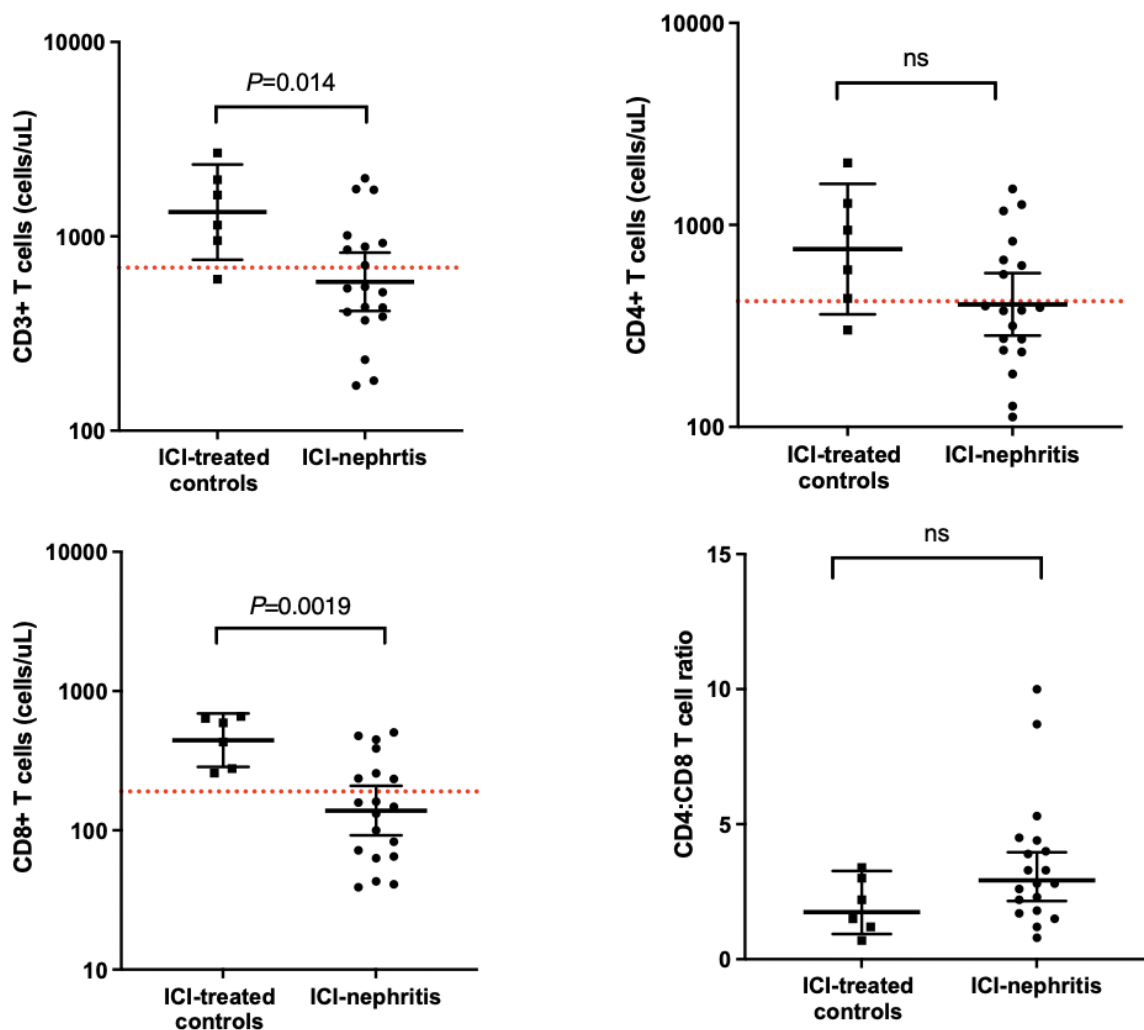 10000
1000
100
CD3+ T cells (cells/uL)
P=0.014
ICI-treated
controls
ICI-nephrtis
10000
1000
100
CD4+ T cells (cells/uL)
ns
ICI-treated
controls
ICI-nephritis
10000
1000
100
10
CD8+ T cells (cells/uL)
P=0.0019
ICI-treated
controls
ICI-nephritis
15
10
5
0
CD4:CD8 T cell ratio
ns
ICI-treated
controls
ICI-nephritis